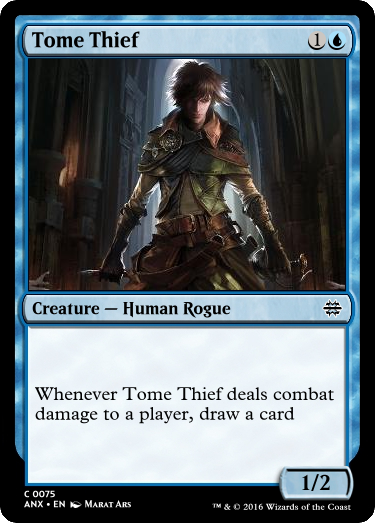 Tome Thief 1
Creature — Human Rogue
Whenever Tome Thief deals combat
damage to a player, draw a card
1/2
C 0075
ANX • EN Marat Ars
™ & © 2016 Wizards of the Coast